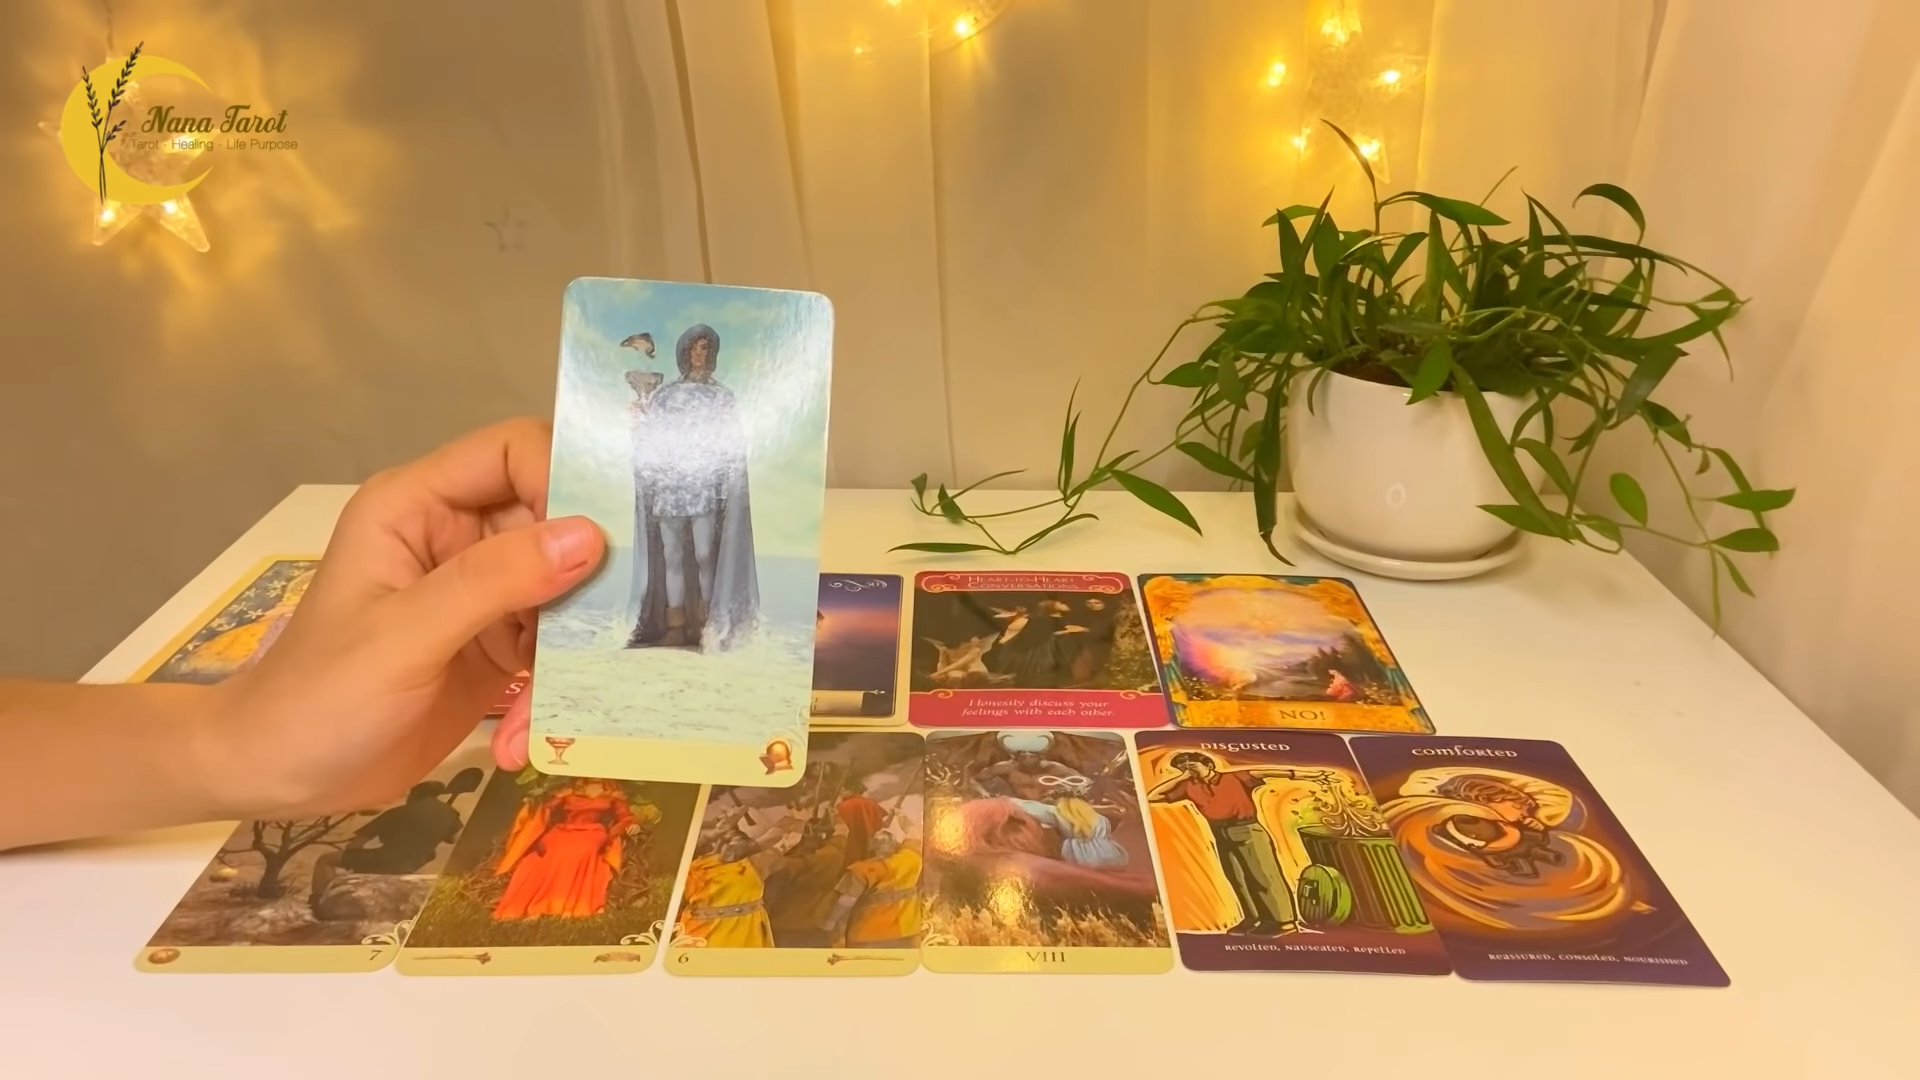 Nana Tarot
Tarot - Healing - Life Purpose
HEART-TO-HEART
CONVERSATIONS
Honestly discuss your
feelings with each other.
NO!
DISGUSTED
COMFORTED
7
6
VIII
REVOLTED, NAUSEATED, REPELLED
REASSURED, CONSOLED, NOURISHED